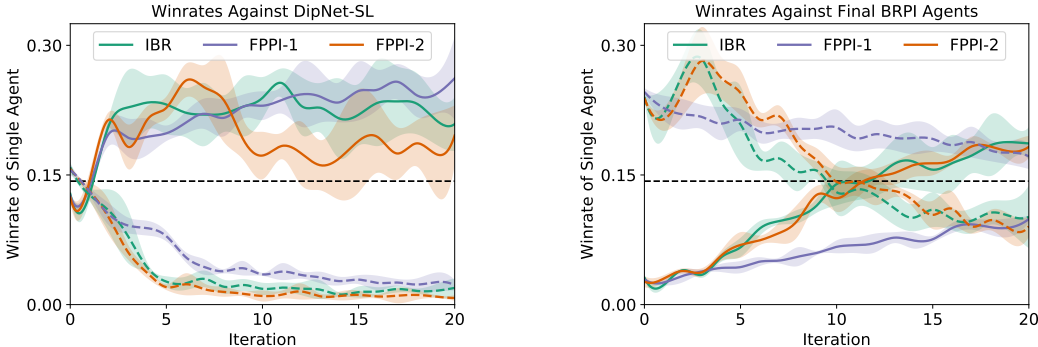 Winrates Against DipNet-SL
IBR FPPI-1 FPPI-2
0.30
0.15
0.00
Winrate of Single Agent
0 5 10 15 20
Iteration
Winrates Against Final BRPI Agents
IBR FPPI-1 FPPI-2
0.30
0.15
0.00
Winrate of Single Agent
0 5 10 15 20
Iteration